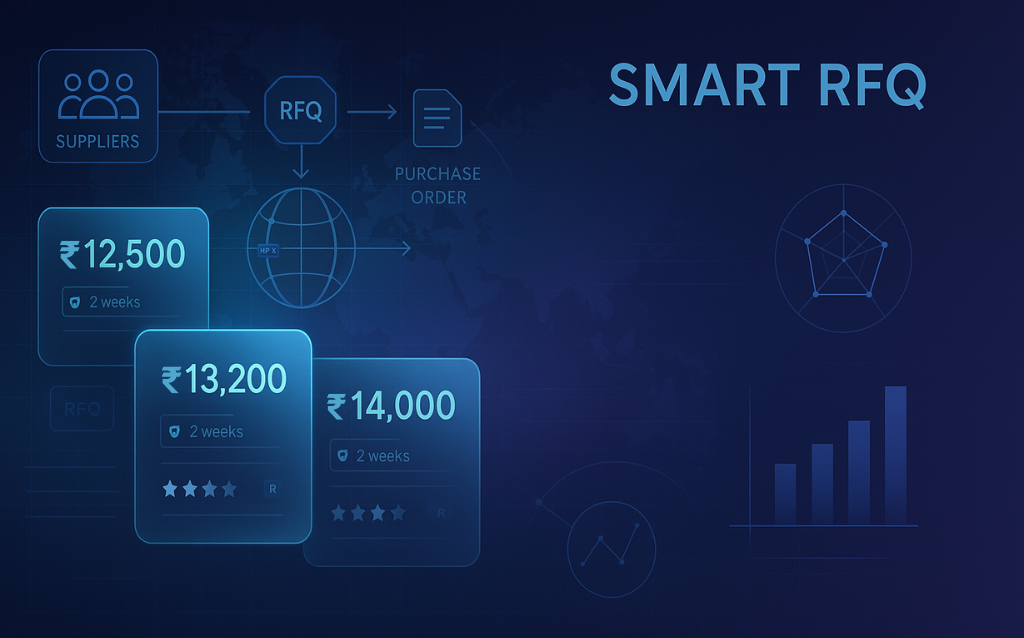 SMART RFQ
SUPPLIERS
RFQ
PURCHASE
ORDER
HP X
₹12,500
2 weeks
₹13,200
2 weeks
R
₹14,000
2 weeks
R
RFQ